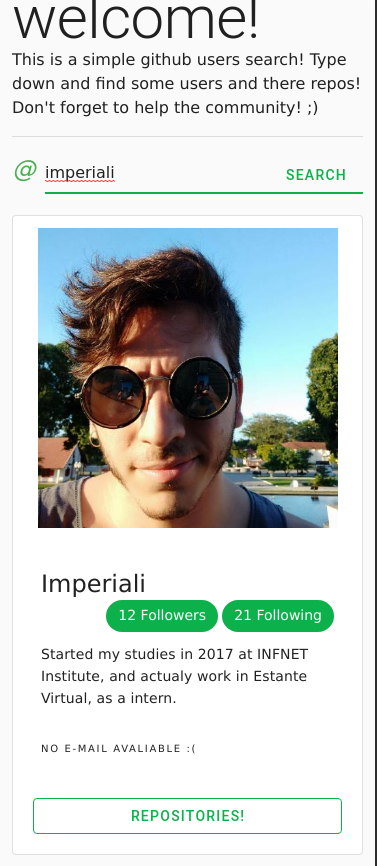 welcome!
This is a simple github users search! Type
down and find some users and there repos!
Don't forget to help the community! ;)
@ imperiali SEARCH
Imperiali
12 Followers 21 Following
Started my studies in 2017 at INFNET
Institute, and actualy work in Estante
Virtual, as a intern.
NO E-MAIL AVALIABLE :(
REPOSITORIES!